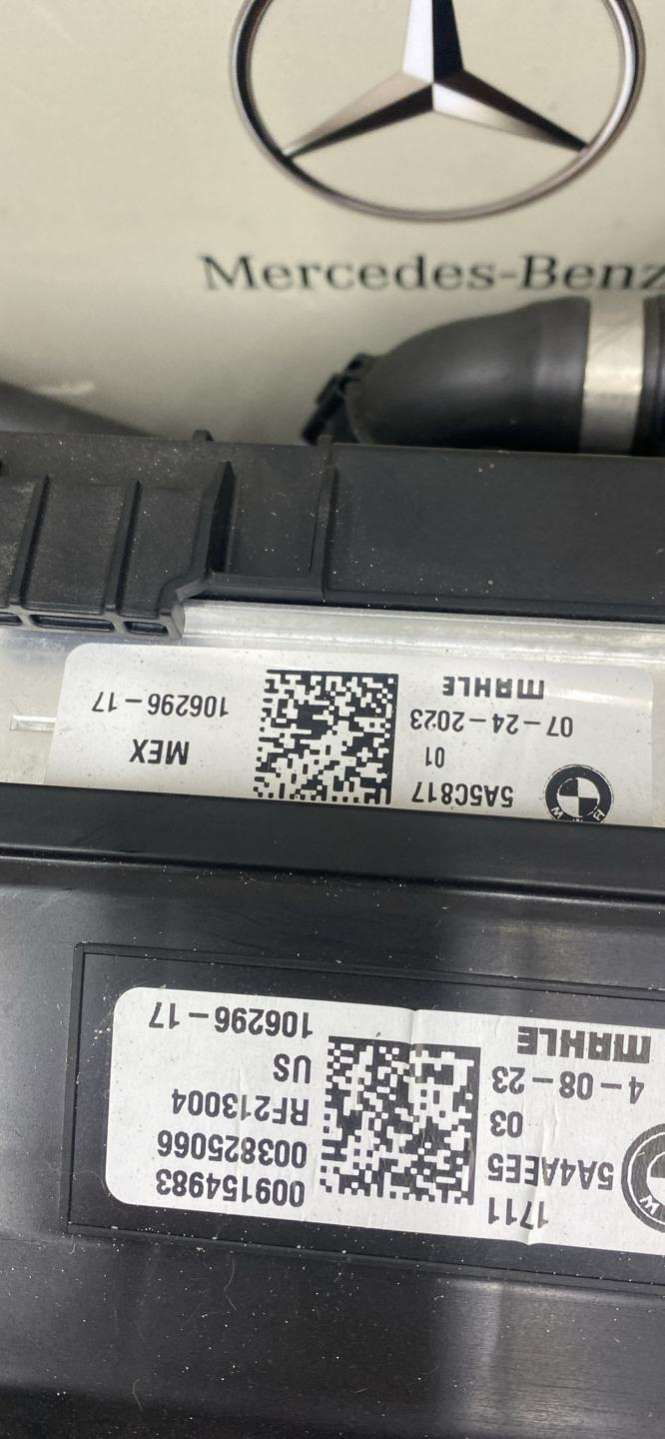 Mercedes-Benz
MAHLE
07-24-2023
01
5A5C817
106296-17
MEX
BMW
1711
5A4AEE5
03
4-08-23
MAHLE
009154983
003825066
RF213004
US
106296-17